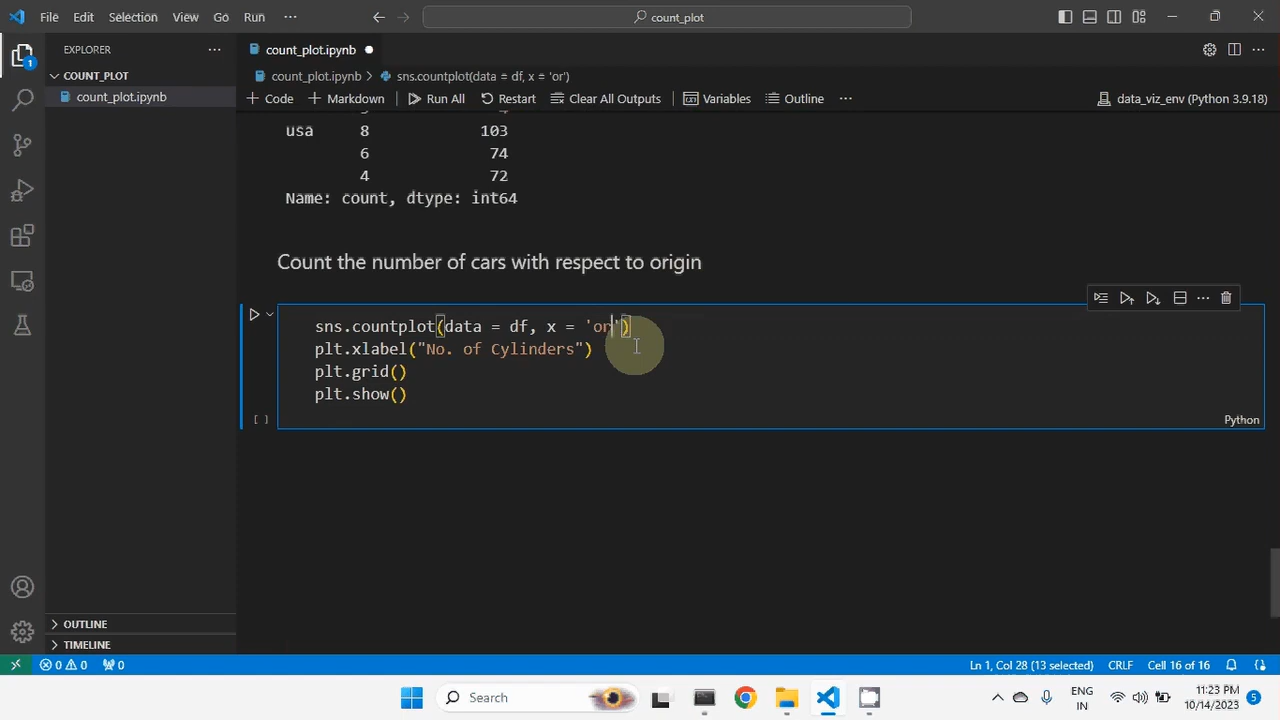 File Edit Selection View Go Run ··· count_plot
EXPLORER ···
count_plot.ipynb
COUNT_PLOT
count_plot.ipynb
1
count_plot.ipynb > sns.countplot(data = df, x = 'or')
+ Code + Markdown Run All Restart Clear All Outputs Variables Outline ··· data_viz_env (Python 3.9.18)
usa 8 103
6 74
4 72
Name: count, dtype: int64
Count the number of cars with respect to origin
sns.countplot(data = df, x = 'or')
plt.xlabel("No. of Cylinders")
plt.grid()
plt.show()
[ ] Python
OUTLINE
TIMELINE
0 0 0 Ln 1, Col 28 (13 selected) CRLF Cell 16 of 16
Search
ENG
IN
11:23 PM
10/14/2023
5